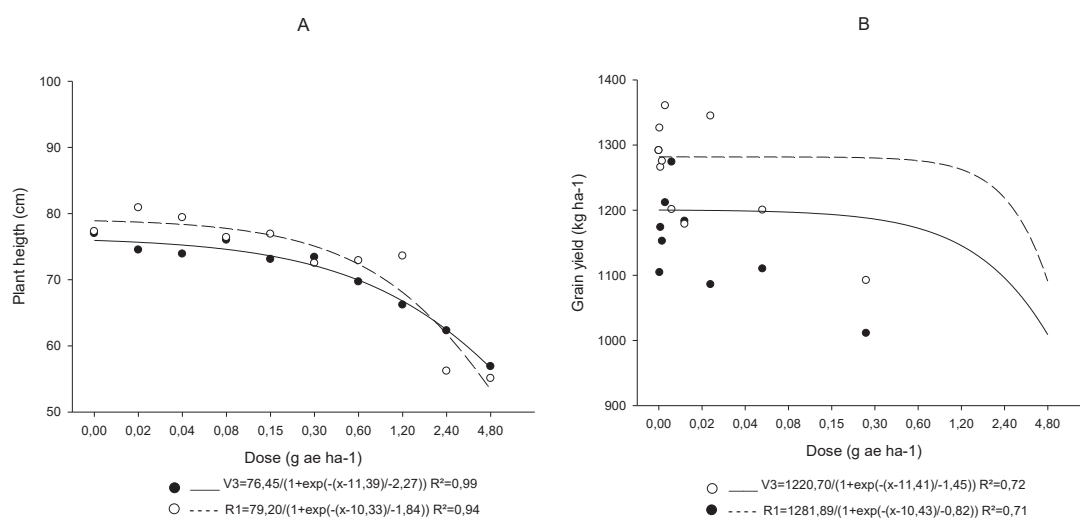 A
B
Plant heigth (cm)
100
90
80
70
60
50
0,00 0,02 0,04 0,08 0,15 0,30 0,60 1,20 2,40 4,80
Dose (g ae ha-1)
V3=76,45/(1+exp(-(x-11,39)/-2,27)) R²=0,99
R1=79,20/(1+exp(-(x-10,33)/-1,84)) R²=0,94
Grain yield (kg ha-1)
1400
1300
1200
1100
1000
900
0,00 0,02 0,04 0,08 0,15 0,30 0,60 1,20 2,40 4,80
Dose (g ae ha-1)
V3=1220,70/(1+exp(-(x-11,41)/-1,45)) R²=0,72
R1=1281,89/(1+exp(-(x-10,43)/-0,82)) R²=0,71